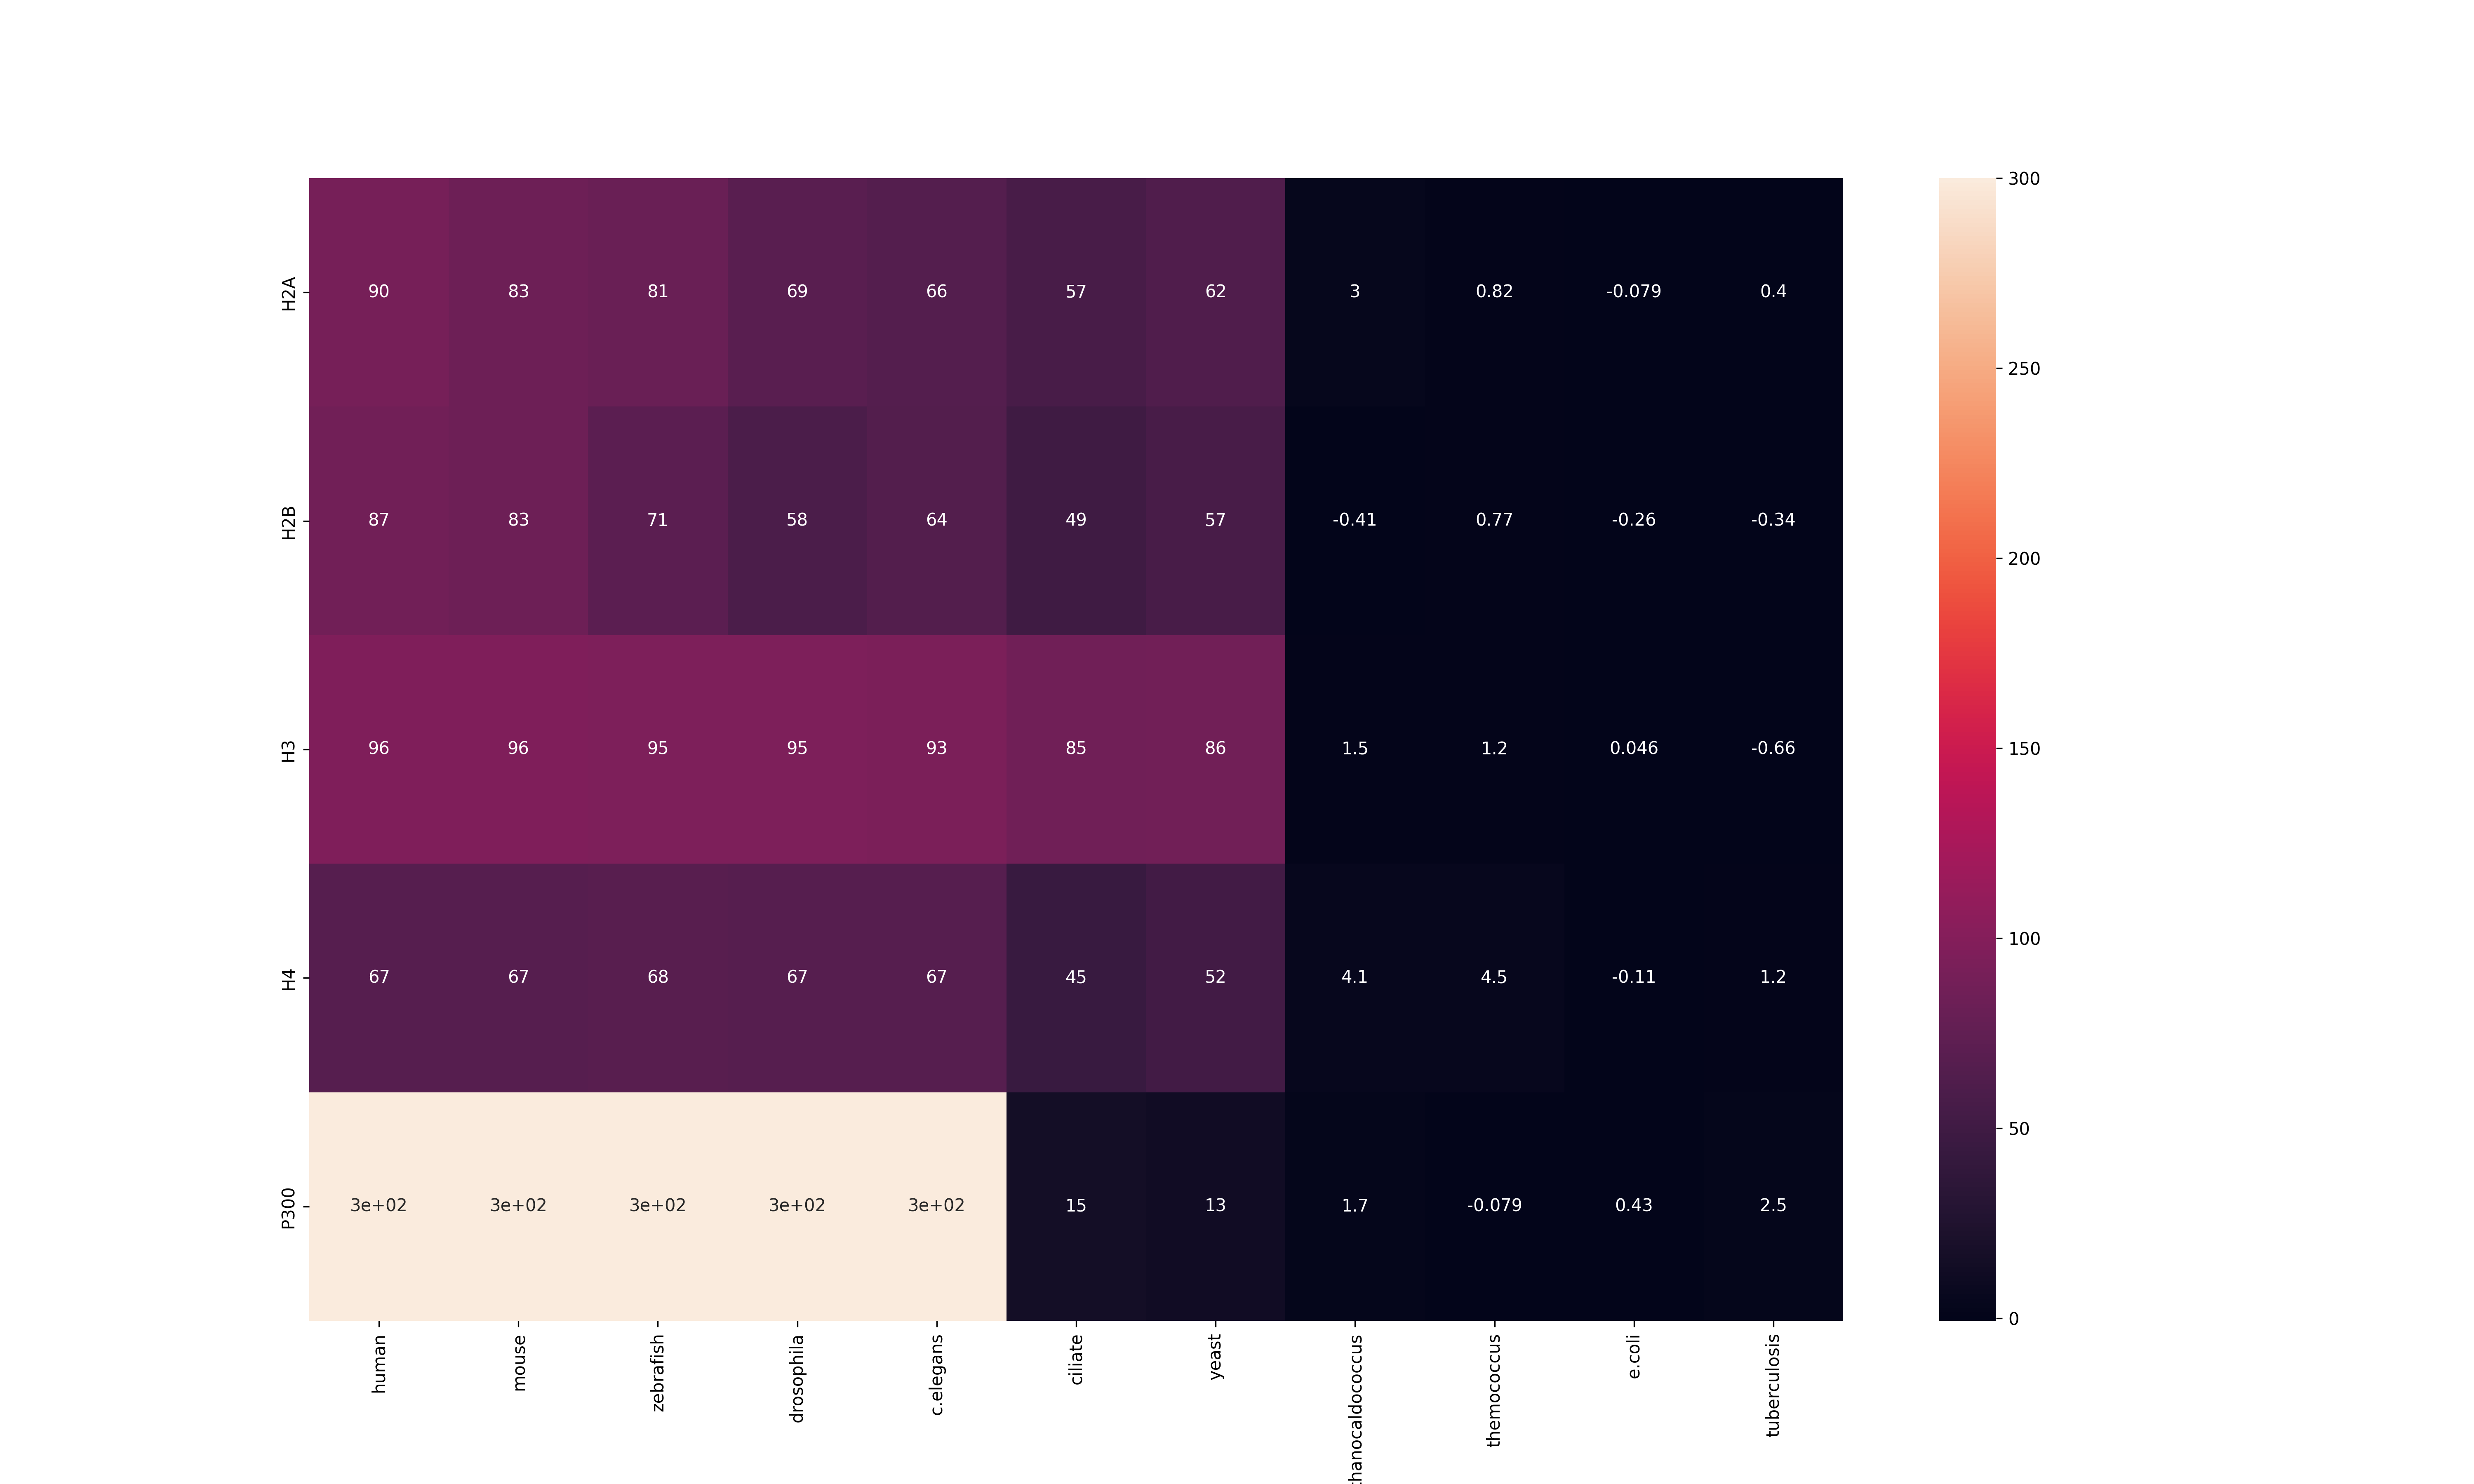 H2A 90 83 81 69 66 57 62 3 0.82 -0.079 0.4
H2B 87 83 71 58 64 49 57 -0.41 0.77 -0.26 -0.34
H3 96 96 95 95 93 85 86 1.5 1.2 0.046 -0.66
H4 67 67 68 67 67 45 52 4.1 4.5 -0.11 1.2
P300 3e+02 3e+02 3e+02 3e+02 3e+02 15 13 1.7 -0.079 0.43 2.5
human
mouse
zebrafish
drosophila
c.elegans
ciliate
yeast
hanocaldococcus
themococcus
e.coli
tuberculosis
300
250
200
150
100
50
0